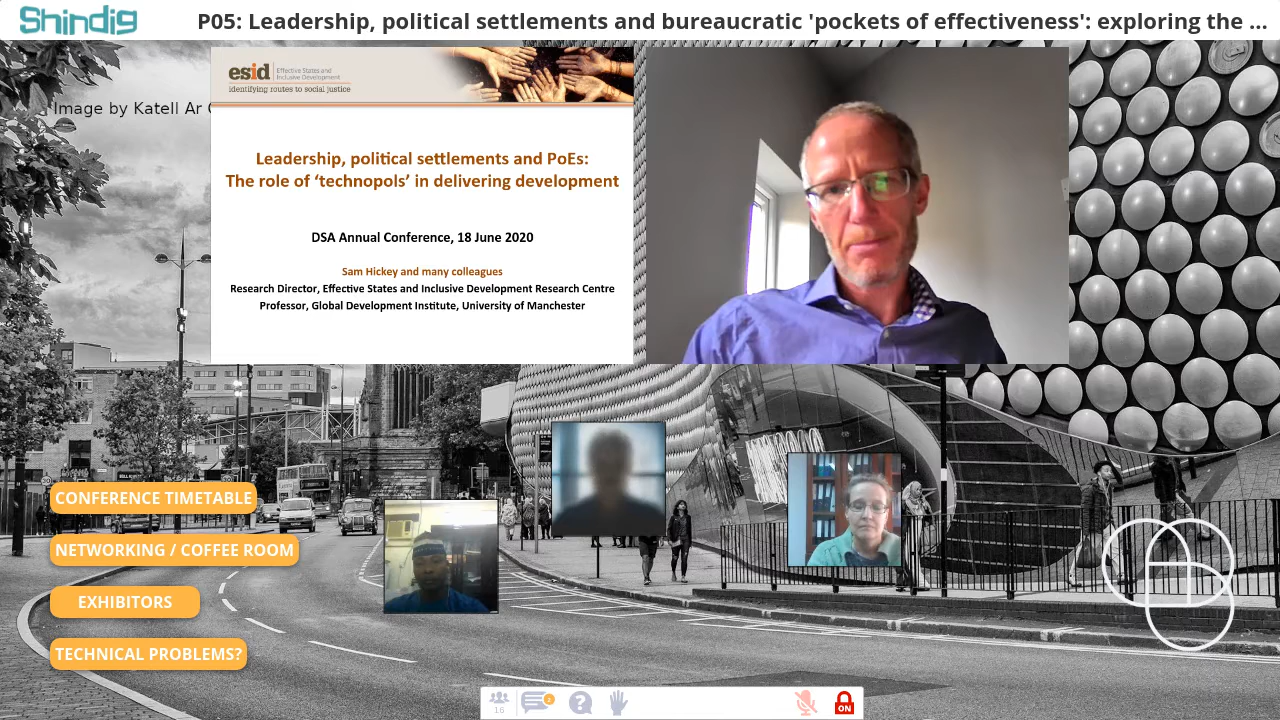 Shindig
P05: Leadership, political settlements and bureaucratic 'pockets of effectiveness': exploring the ...
Image by Katell Ar
esid
Effective States and
Inclusive Development
identifying routes to social justice
Leadership, political settlements and PoEs:
The role of ‘technopols’ in delivering development
DSA Annual Conference, 18 June 2020
Sam Hickey and many colleagues
Research Director, Effective States and Inclusive Development Research Centre
Professor, Global Development Institute, University of Manchester
CONFERENCE TIMETABLE
NETWORKING / COFFEE ROOM
EXHIBITORS
TECHNICAL PROBLEMS?
16
ON